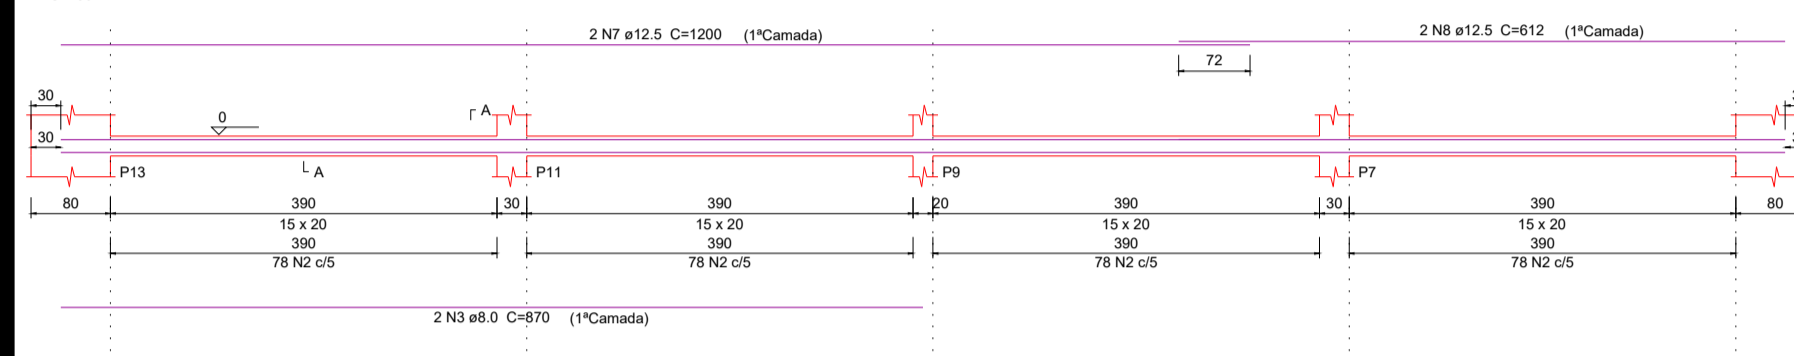 2 N7 ø12.5 C=1200 (1ªCamada)
2 N8 ø12.5 C=612 (1ªCamada)
72
30
0
A
30
P13
A
P11
P9
P7
80
390
30
390
20
390
30
390
80
15 x 20
15 x 20
15 x 20
15 x 20
390
390
390
390
78 N2 c/5
78 N2 c/5
78 N2 c/5
78 N2 c/5
2 N3 ø8.0 C=870 (1ªCamada)